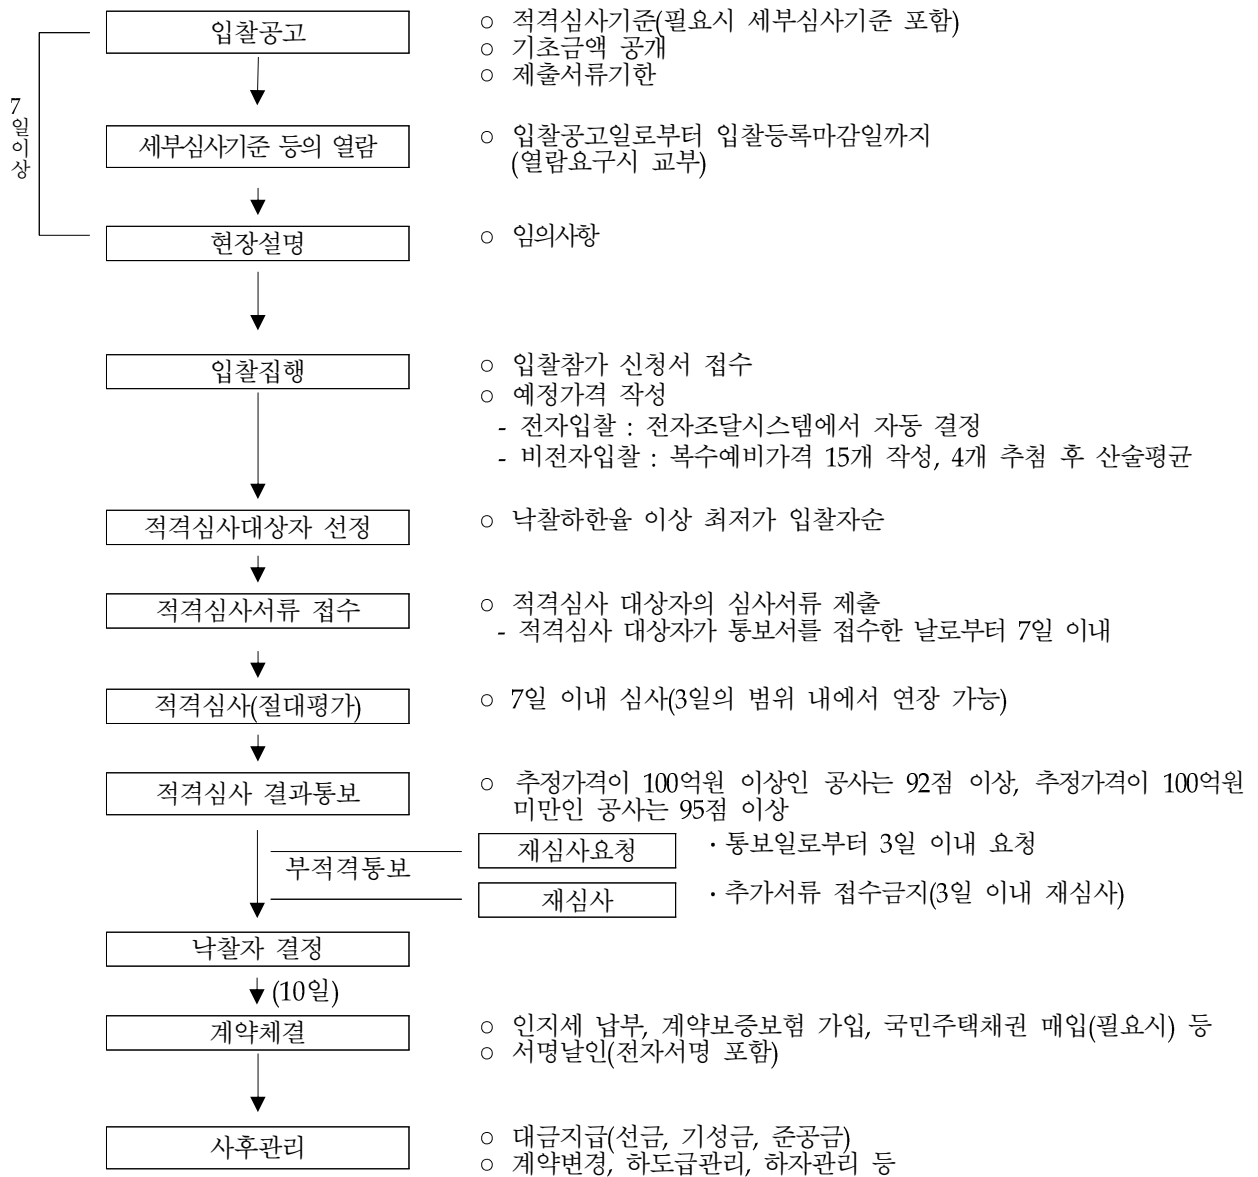 입찰공고
○ 적격심사기준(필요시 세부심사기준 포함)
○ 기초금액 공개
○ 제출서류기한
7일이상
세부심사기준 등의 열람
○ 입찰공고일로부터 입찰등록마감일까지
(열람요구시 교부)
현장설명
○ 임의사항
입찰집행
○ 입찰참가 신청서 접수
○ 예정가격 작성
- 전자입찰 : 전자조달시스템에서 자동 결정
- 비전자입찰 : 복수예비가격 15개 작성, 4개 추첨 후 산술평균
적격심사대상자 선정
○ 낙찰하한율 이상 최저가 입찰자순
적격심사서류 접수
○ 적격심사 대상자의 심사서류 제출
- 적격심사 대상자가 통보서를 접수한 날로부터 7일 이내
적격심사(절대평가)
○ 7일 이내 심사(3일의 범위 내에서 연장 가능)
적격심사 결과통보
○ 추정가격이 100억원 이상인 공사는 92점 이상, 추정가격이 100억원
미만인 공사는 95점 이상
부적격통보
재심사요청
· 통보일로부터 3일 이내 요청
재심사
· 추가서류 접수금지(3일 이내 재심사)
낙찰자 결정
(10일)
계약체결
○ 인지세 납부, 계약보증보험 가입, 국민주택채권 매입(필요시) 등
○ 서명날인(전자서명 포함)
사후관리
○ 대금지급(선금, 기성금, 준공금)
○ 계약변경, 하도급관리, 하자관리 등